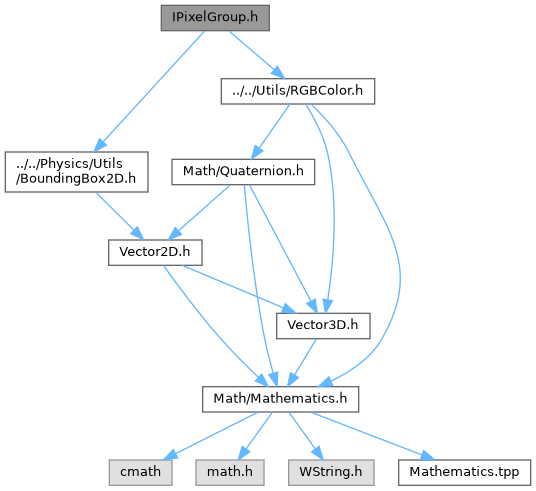 IPixelGroup.h
../../Utils/RGBColor.h
../../Physics/Utils
/BoundingBox2D.h
Math/Quaternion.h
Vector2D.h
Vector3D.h
Math/Mathematics.h
cmath
math.h
WString.h
Mathematics.tpp